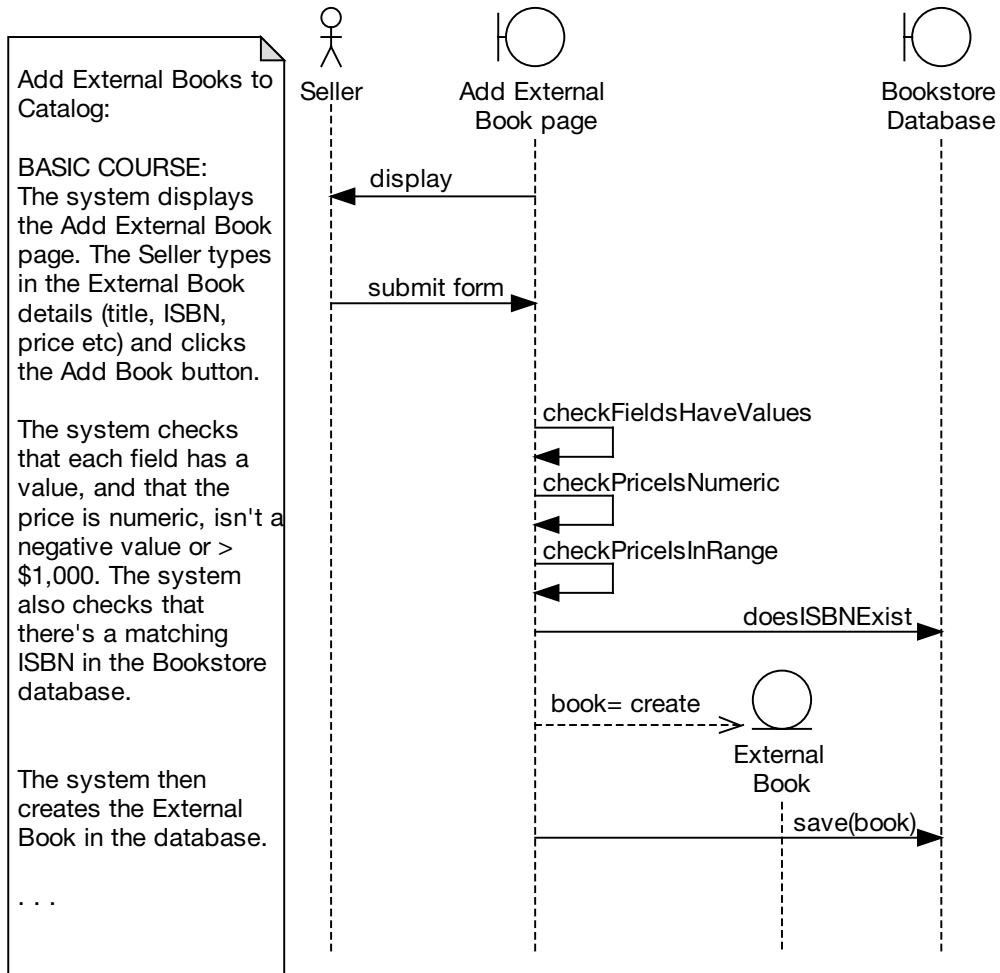 Add External Books to
Catalog:
BASIC COURSE:
The system displays
the Add External Book
page. The Seller types
in the External Book
details (title, ISBN,
price etc) and clicks
the Add Book button.
The system checks
that each field has a
value, and that the
price is numeric, isn't a
negative value or >
$1,000. The system
also checks that
there's a matching
ISBN in the Bookstore
database.
The system then
creates the External
Book in the database.
. . .
Seller
Add External
Book page
Bookstore
Database
display
submit form
checkFieldsHaveValues
checkPriceIsNumeric
checkPriceIsInRange
doesISBNExist
book= create
External
Book
save(book)